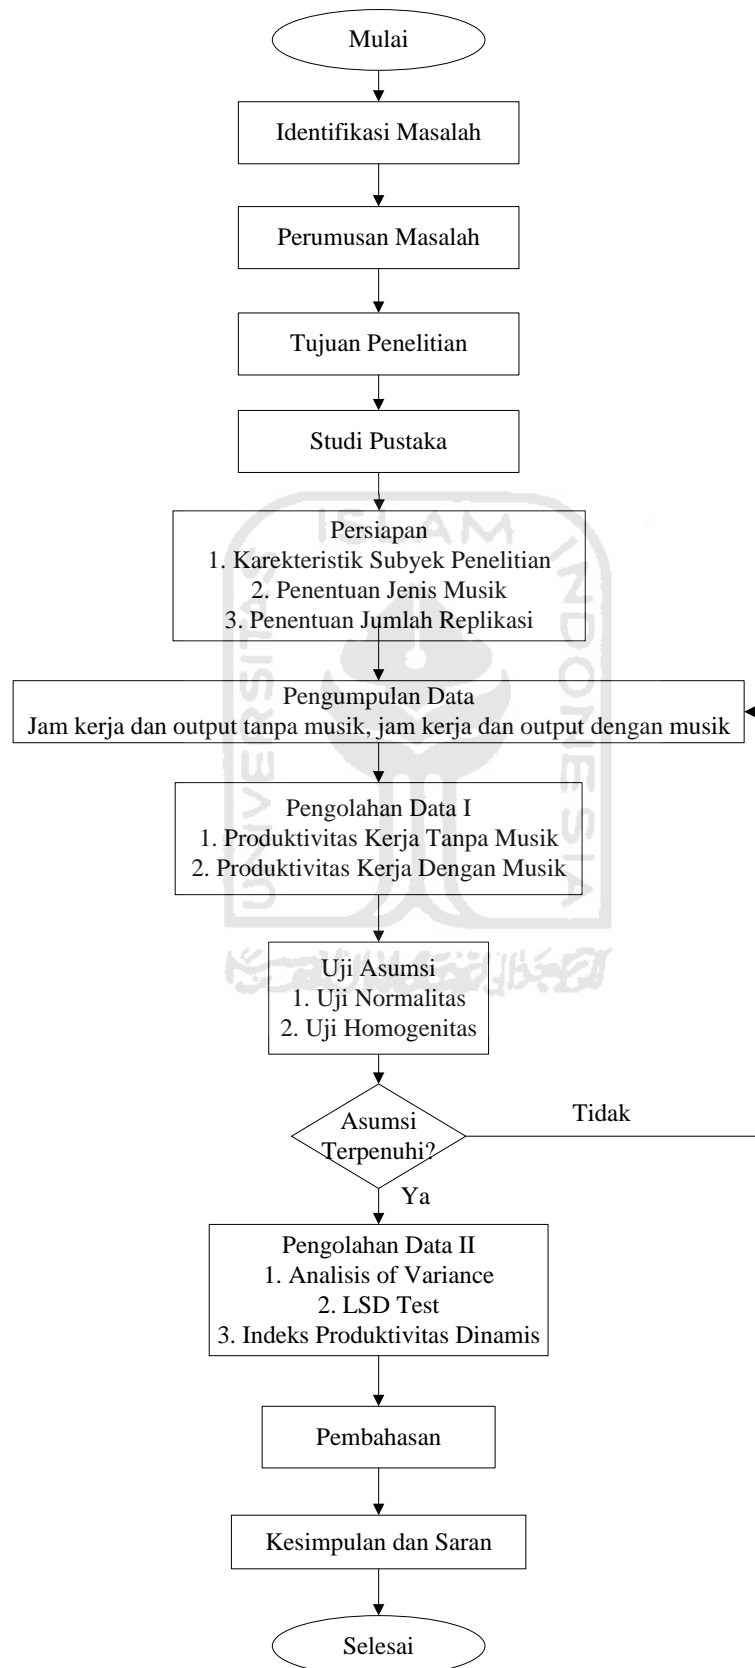 Mulai
Identifikasi Masalah
Perumusan Masalah
Tujuan Penelitian
Studi Pustaka
Persiapan
1. Karekteristik Subyek Penelitian
2. Penentuan Jenis Musik
3. Penentuan Jumlah Replikasi
Pengumpulan Data
Jam kerja dan output tanpa musik, jam kerja dan output dengan musik
Pengolahan Data I
1. Produktivitas Kerja Tanpa Musik
2. Produktivitas Kerja Dengan Musik
Uji Asumsi
1. Uji Normalitas
2. Uji Homogenitas
Asumsi
Terpenuhi?
Tidak
Ya
Pengolahan Data II
1. Analisis of Variance
2. LSD Test
3. Indeks Produktivitas Dinamis
Pembahasan
Kesimpulan dan Saran
Selesai
UNIVERSITAS
ISLAM
INDONESIA